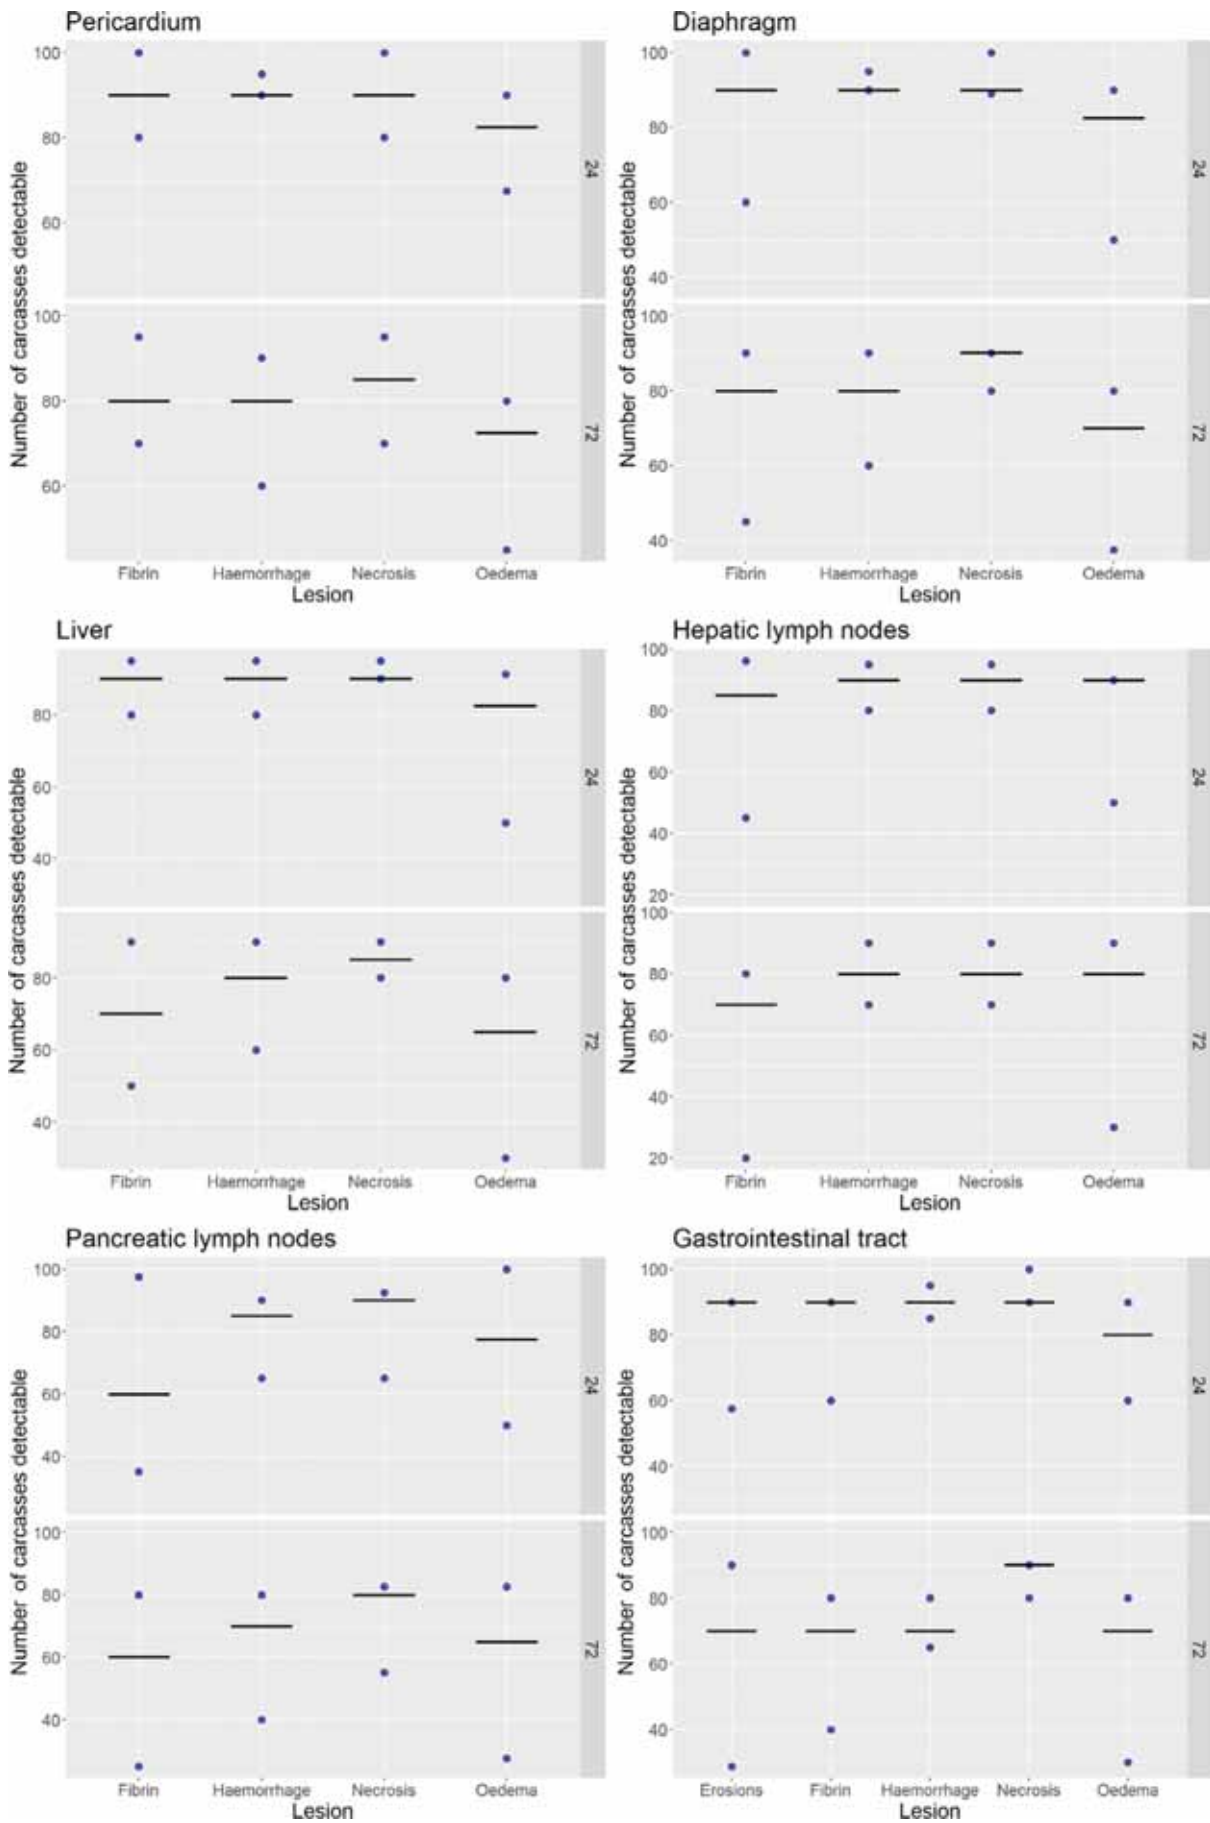 Pericardium
Number of carcasses detectable
100
80
60
24
100
80
60
72
Fibrin Haemorrhage Necrosis Oedema
Lesion
Diaphragm
Number of carcasses detectable
100
80
60
40
24
100
80
60
40
72
Fibrin Haemorrhage Necrosis Oedema
Lesion
Liver
Number of carcasses detectable
80
60
40
24
80
60
40
72
Fibrin Haemorrhage Necrosis Oedema
Lesion
Hepatic lymph nodes
Number of carcasses detectable
100
80
60
40
20
24
100
80
60
40
20
72
Fibrin Haemorrhage Necrosis Oedema
Lesion
Pancreatic lymph nodes
Number of carcasses detectable
100
80
60
40
24
100
80
60
40
72
Fibrin Haemorrhage Necrosis Oedema
Lesion
Gastrointestinal tract
Number of carcasses detectable
100
80
60
40
24
100
80
60
40
72
Erosions Fibrin Haemorrhage Necrosis Oedema
Lesion